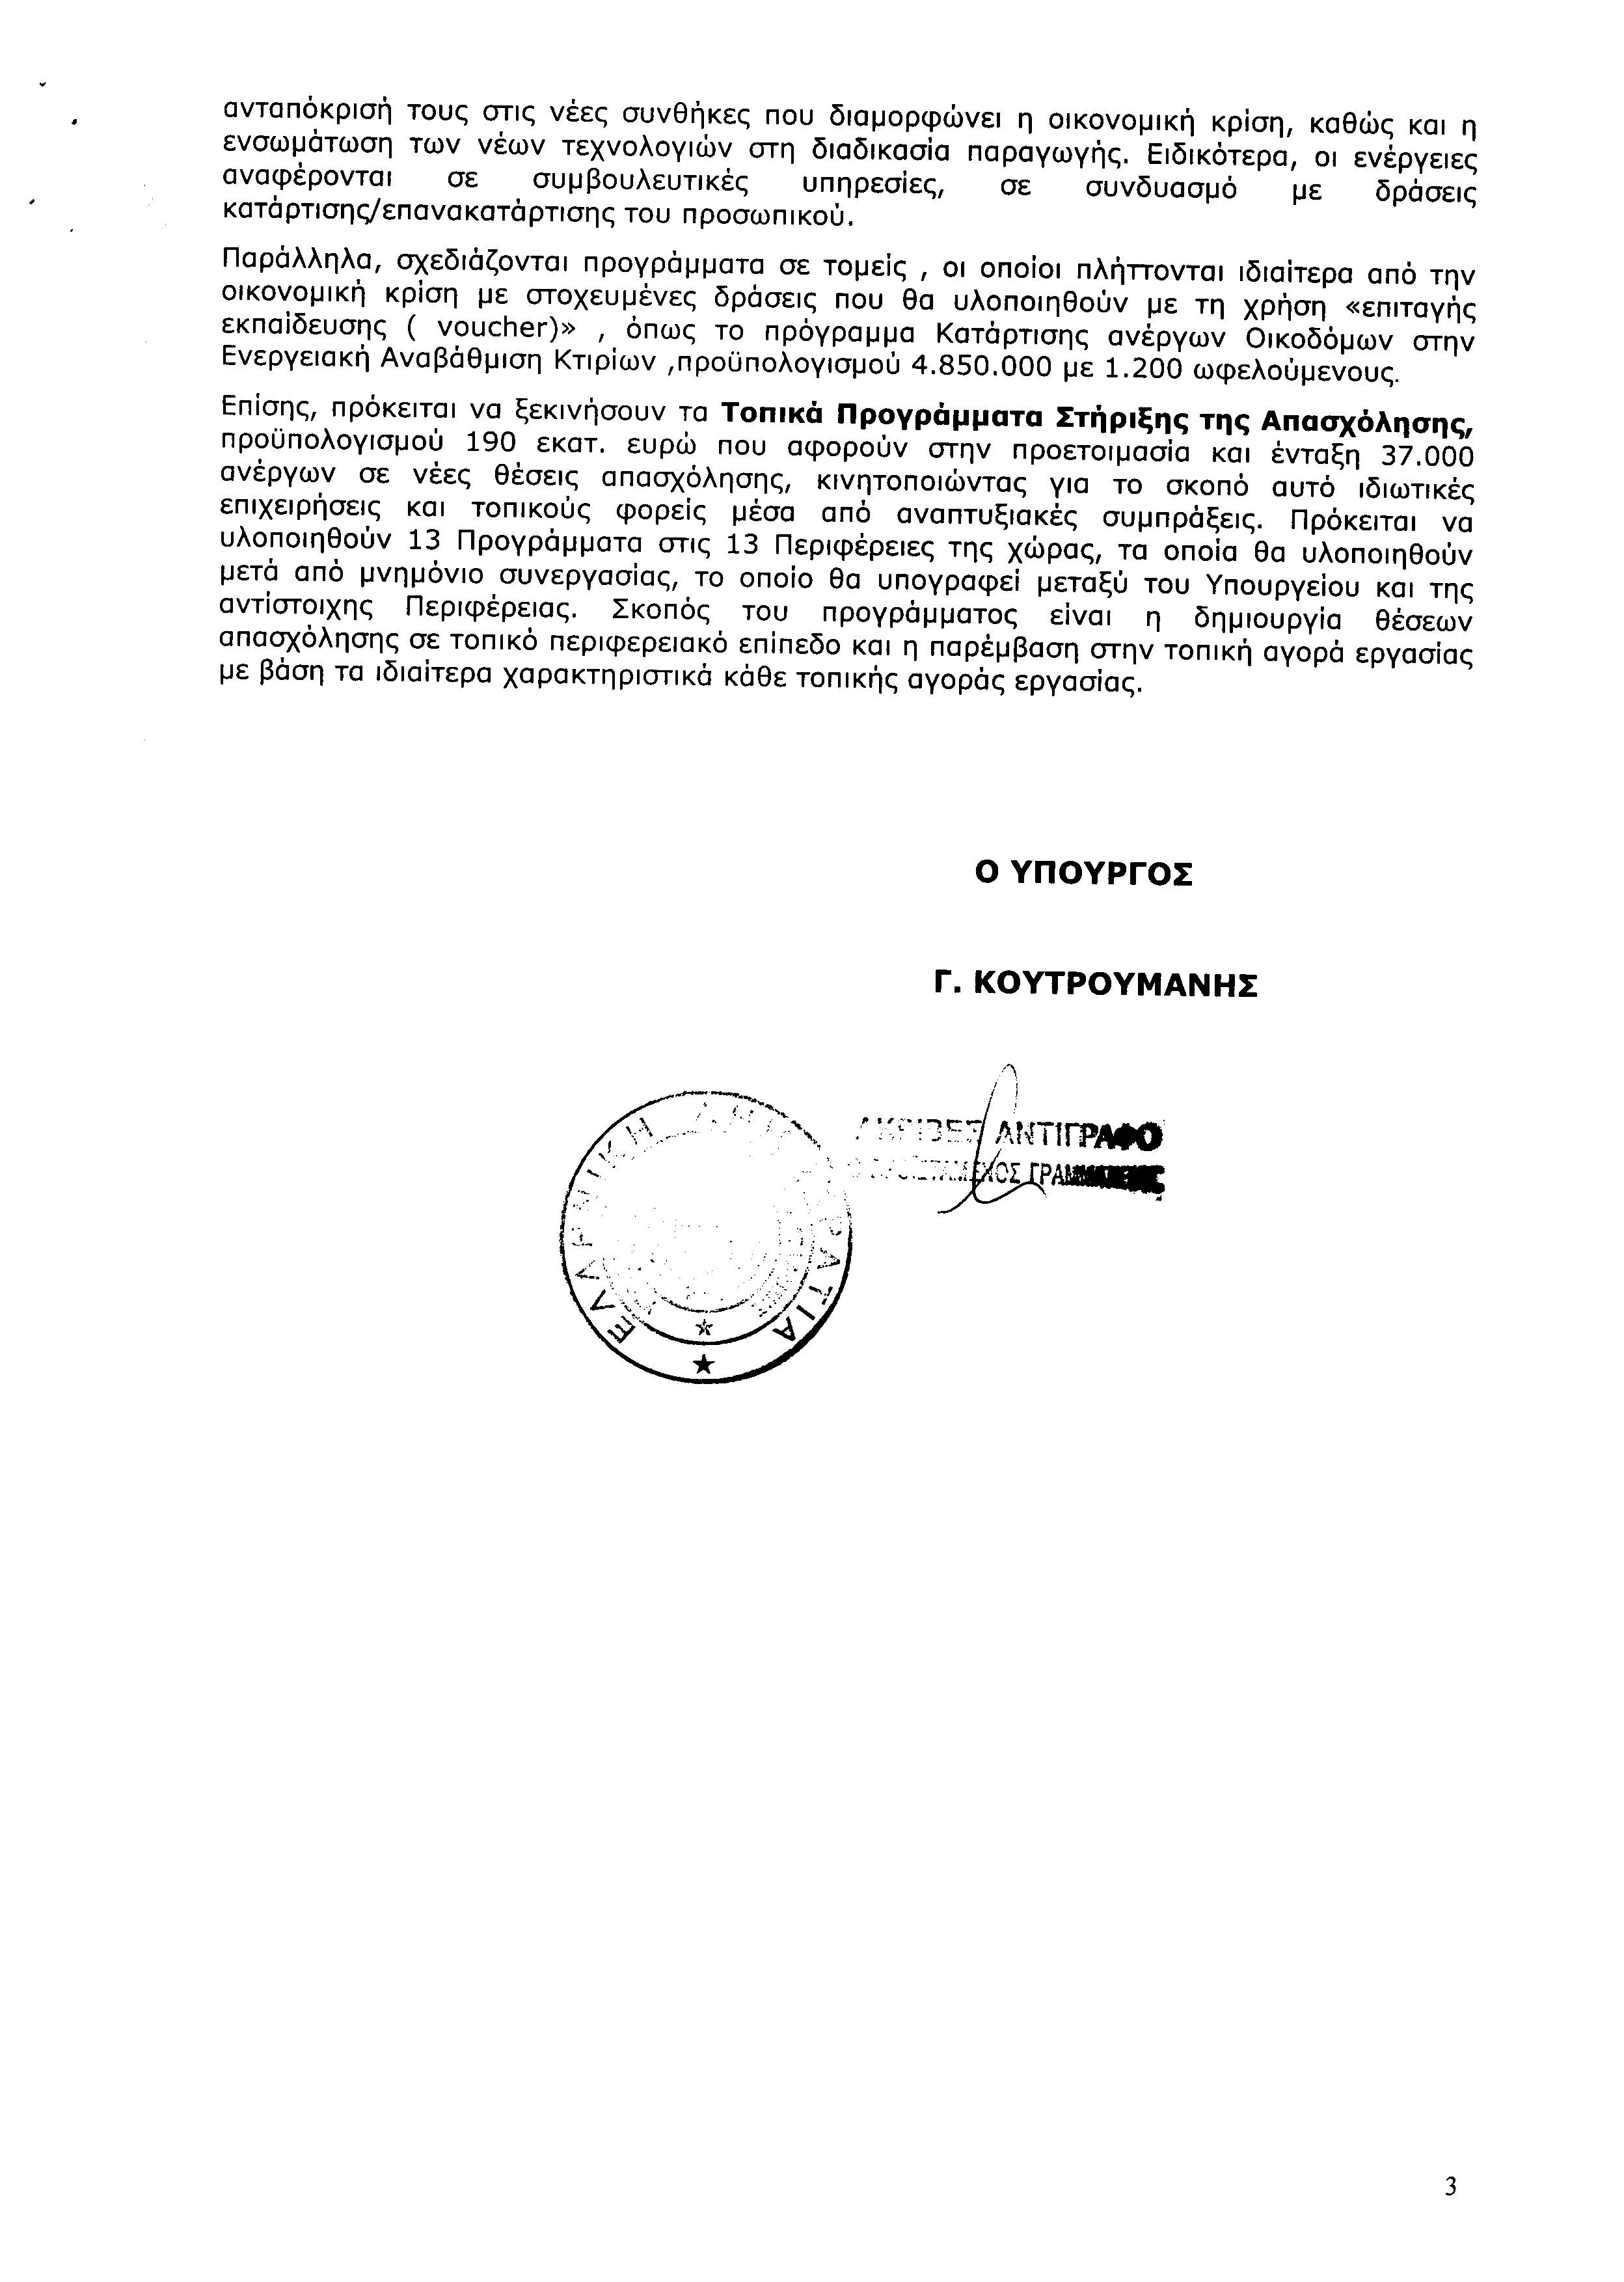 ανταπόκρισή τους στις νέες συνθήκες που διαμορφώνει η οικονομική κρίση, καθώς και η
ενσωμάτωση των νέων τεχνολογιών στη διαδικασία παραγωγής. Ειδικότερα, οι ενέργειες
αναφέρονται σε συμβουλευτικές υπηρεσίες, σε συνδυασμό με δράσεις
κατάρτισης/επανακατάρτισης του προσωπικού.
Παράλληλα, σχεδιάζονται προγράμματα σε τομείς , οι οποίοι πλήττονται ιδιαίτερα από την
οικονομική κρίση με στοχευμένες δράσεις που θα υλοποιηθούν με τη χρήση «επιταγής
εκπαίδευσης ( voucher)» , όπως το πρόγραμμα Κατάρτισης ανέργων Οικοδόμων στην
Ενεργειακή Αναβάθμιση Κτιρίων ,προϋπολογισμού 4.850.000 με 1.200 ωφελούμενους.
Επίσης, πρόκειται να ξεκινήσουν τα Τοπικά Προγράμματα Στήριξης της Απασχόλησης,
προϋπολογισμού 190 εκατ. ευρώ που αφορούν στην προετοιμασία και ένταξη 37.000
ανέργων σε νέες θέσεις απασχόλησης, κινητοποιώντας για το σκοπό αυτό ιδιωτικές
επιχειρήσεις και τοπικούς φορείς μέσα από αναπτυξιακές συμπράξεις. Πρόκειται να
υλοποιηθούν 13 Προγράμματα στις 13 Περιφέρειες της χώρας, τα οποία θα υλοποιηθούν
μετά από μνημόνιο συνεργασίας, το οποίο θα υπογραφεί μεταξύ του Υπουργείου και της
αντίστοιχης Περιφέρειας. Σκοπός του προγράμματος είναι η δημιουργία θέσεων
απασχόλησης σε τοπικό περιφερειακό επίπεδο και η παρέμβαση στην τοπική αγορά εργασίας
με βάση τα ιδιαίτερα χαρακτηριστικά κάθε τοπικής αγοράς εργασίας.
Ο ΥΠΟΥΡΓΟΣ
Γ. ΚΟΥΤΡΟΥΜΑΝΗΣ
ΑΚΡΙΒΕΣ ΑΝΤΙΓΡΑΦΟ
Ο ΠΡΟΪΣΤΑΜΕΝΟΣ
ΕΛΛΗΝΙΚΗ ΔΗΜΟΚΡΑΤΙΑ
3